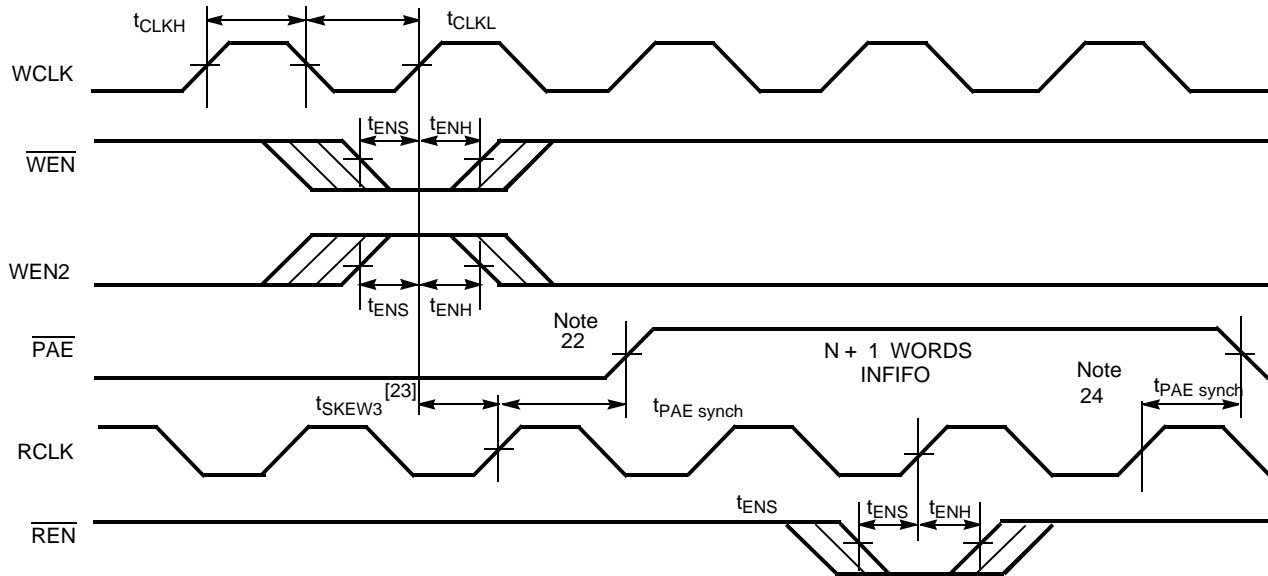 tCLKH
tCLKL
WCLK
tENS
tENH
WEN
WEN2
tENS
tENH
Note
22
PAE
N + 1 WORDS
INFIFO
Note
24
tSKEW3 [23]
tPAE synch
tPAE synch
RCLK
tENS
tENS
tENH
REN